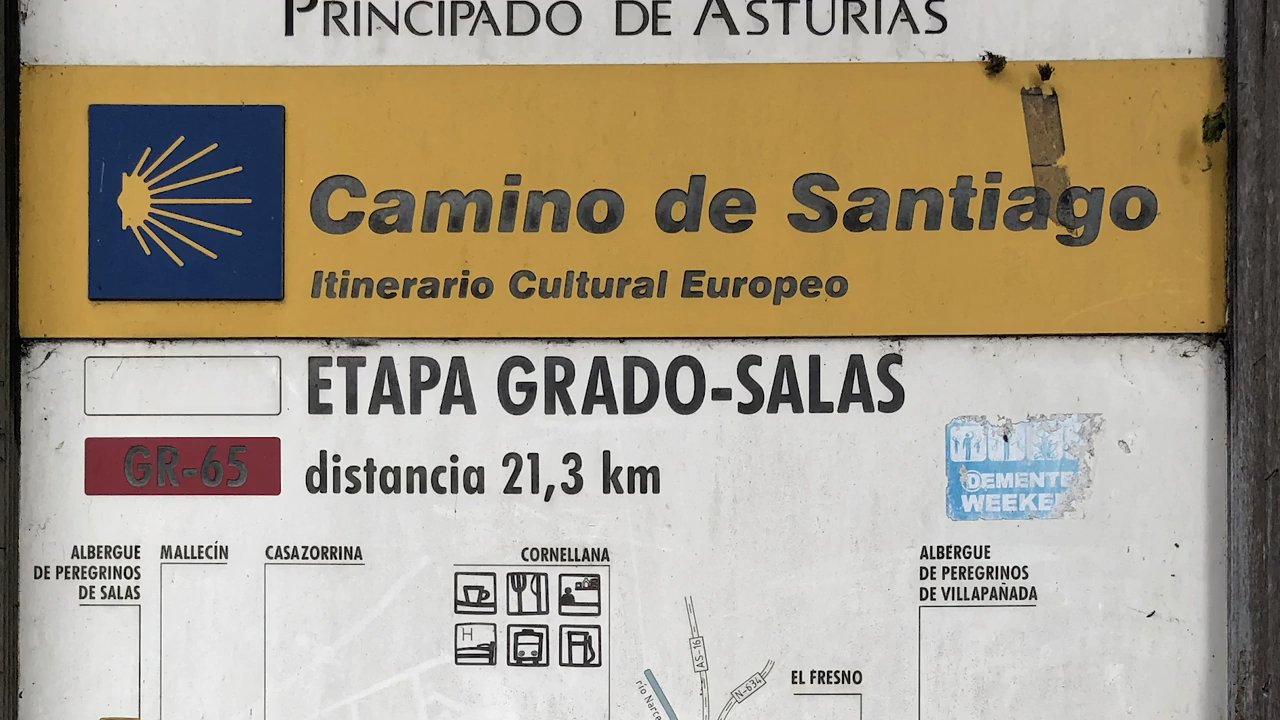 PRINCIPADO DE ASTURIAS
Camino de Santiago
Itinerario Cultural Europeo
ETAPA GRADO-SALAS
GR-65
distancia 21,3 km
DEMENTE
WEEKE
ALBERGUE
DE PEREGRINOS
DE SALAS
MALLECÍN
CASAZORRINA
CORNELLANA
H
ALBERGUE
DE PEREGRINOS
DE VILLAPAÑADA
AS-16
N-634
río Narce
EL FRESNO